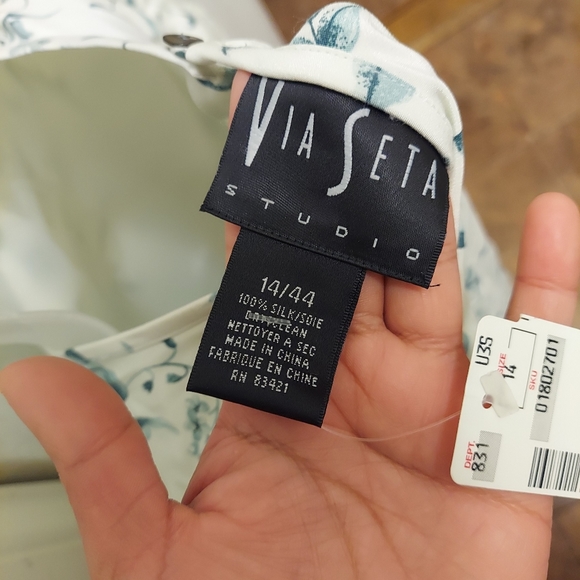 VIA SETA
STUDIO
14/44
100% SILK/SOIE
DRYCLEAN
NETTOYER A SEC
MADE IN CHINA
FABRIQUE EN CHINE
RN 83421
U3S
SIZE
14
SKU
01802701
DEPT.
831